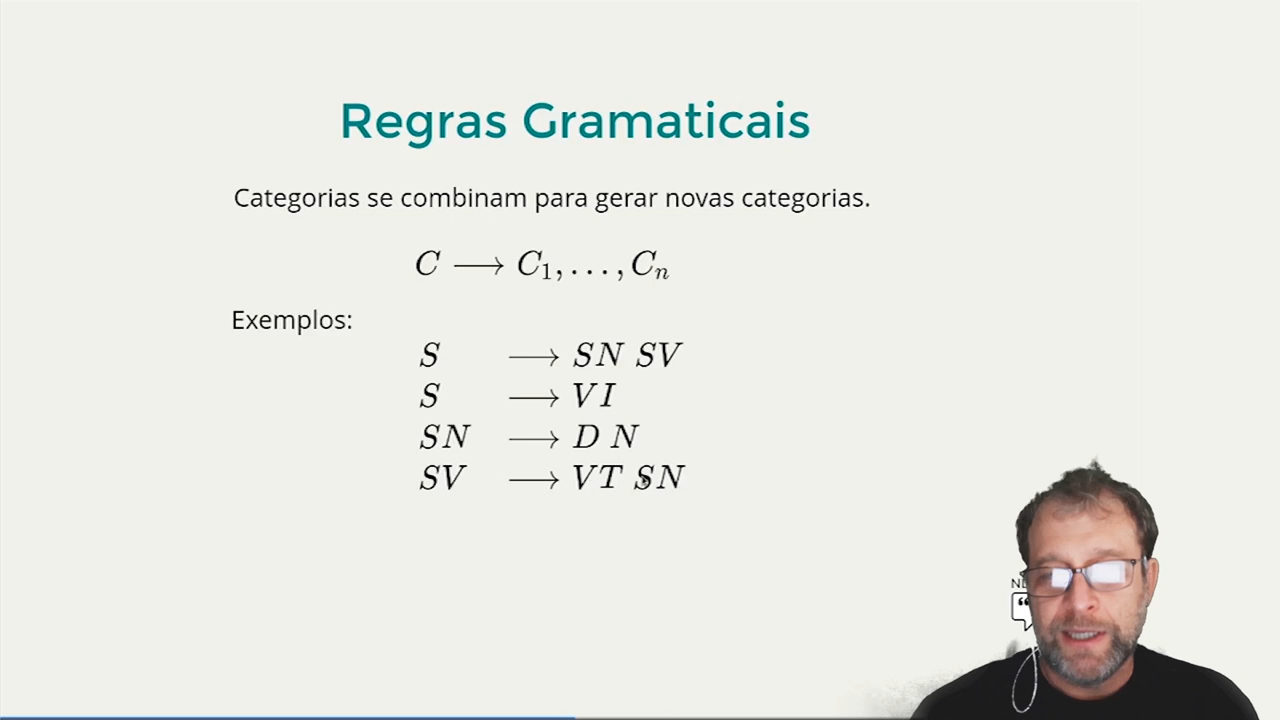 Regras Gramaticais
Categorias se combinam para gerar novas categorias.
C ⟶ C₁, . . . , Cₙ
Exemplos:
S ⟶ SN SV
S ⟶ VI
SN ⟶ D N
SV ⟶ VT SN